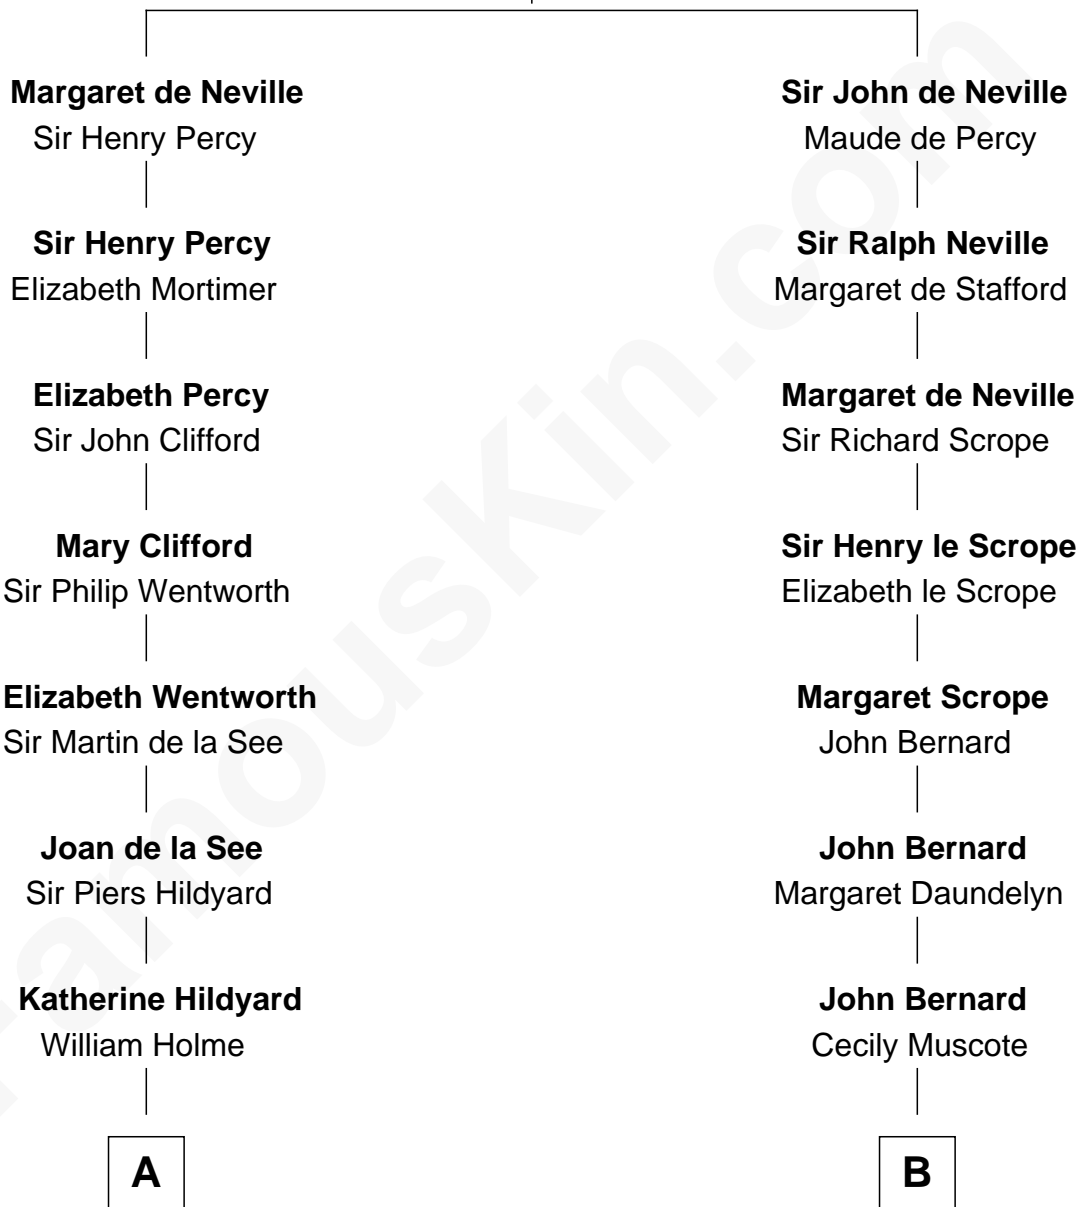 Margaret de Neville
Sir Henry Percy
Sir Henry Percy
Elizabeth Mortimer
Elizabeth Percy
Sir John Clifford
Mary Clifford
Sir Philip Wentworth
Elizabeth Wentworth
Sir Martin de la See
Joan de la See
Sir Piers Hildyard
Katherine Hildyard
William Holme
A
Sir John de Neville
Maude de Percy
Sir Ralph Neville
Margaret de Stafford
Margaret de Neville
Sir Richard Scrope
Sir Henry le Scrope
Elizabeth le Scrope
Margaret Scrope
John Bernard
John Bernard
Margaret Daundelyn
John Bernard
Cecily Muscote
B
FamousKin.com